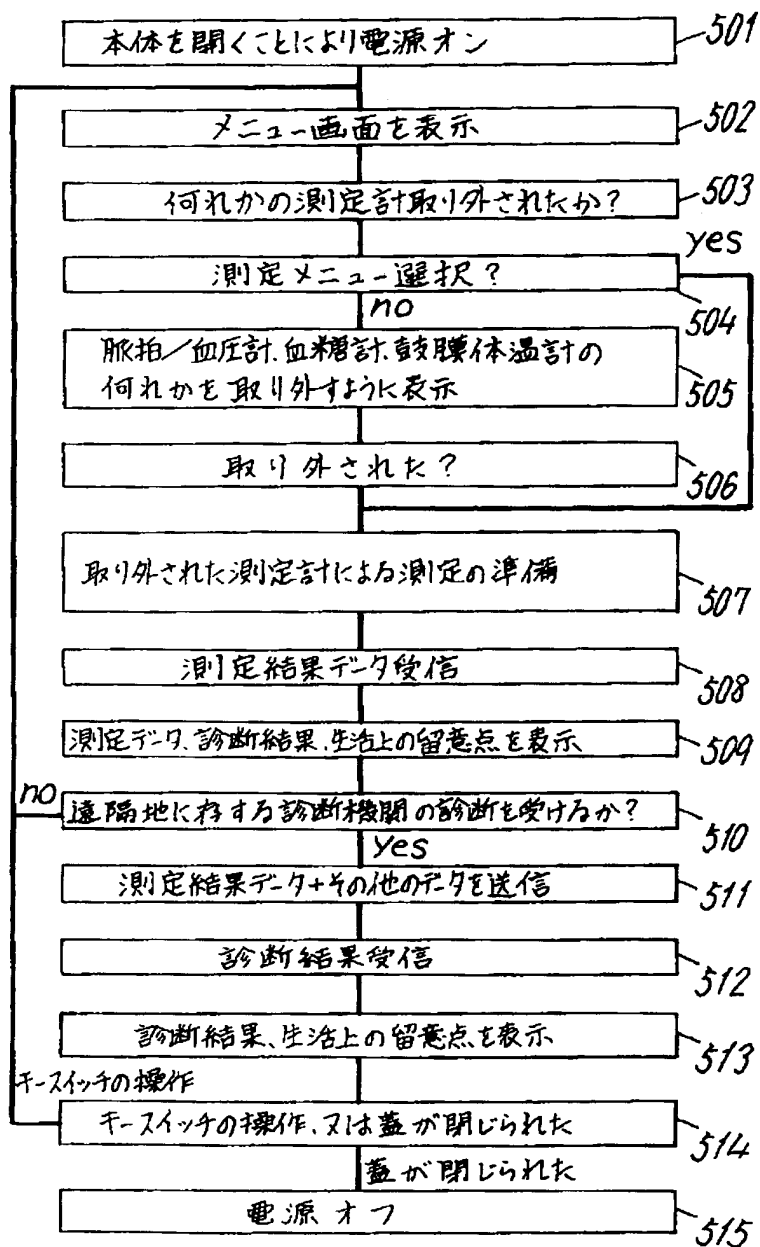 本体を開くことにより電源オン
501
メニュー画面を表示
502
何れかの測定計取り外されたか?
503
yes
測定メニュー選択?
504
no
脈拍/血圧計、血糖計、鼓膜体温計の
何れかを取り外すように表示
505
取り外された?
506
取り外された測定計による測定の準備
507
測定結果データ受信
508
測定データ、診断結果、生活上の留意点を表示
509
no
遠隔地に存する診断機関の診断を受けるか?
510
yes
測定結果データ+その他のデータを送信
511
診断結果受信
512
診断結果、生活上の留意点を表示
513
キースイッチの操作
キースイッチの操作、又は蓋が閉じられた
514
蓋が閉じられた
電源オフ
515